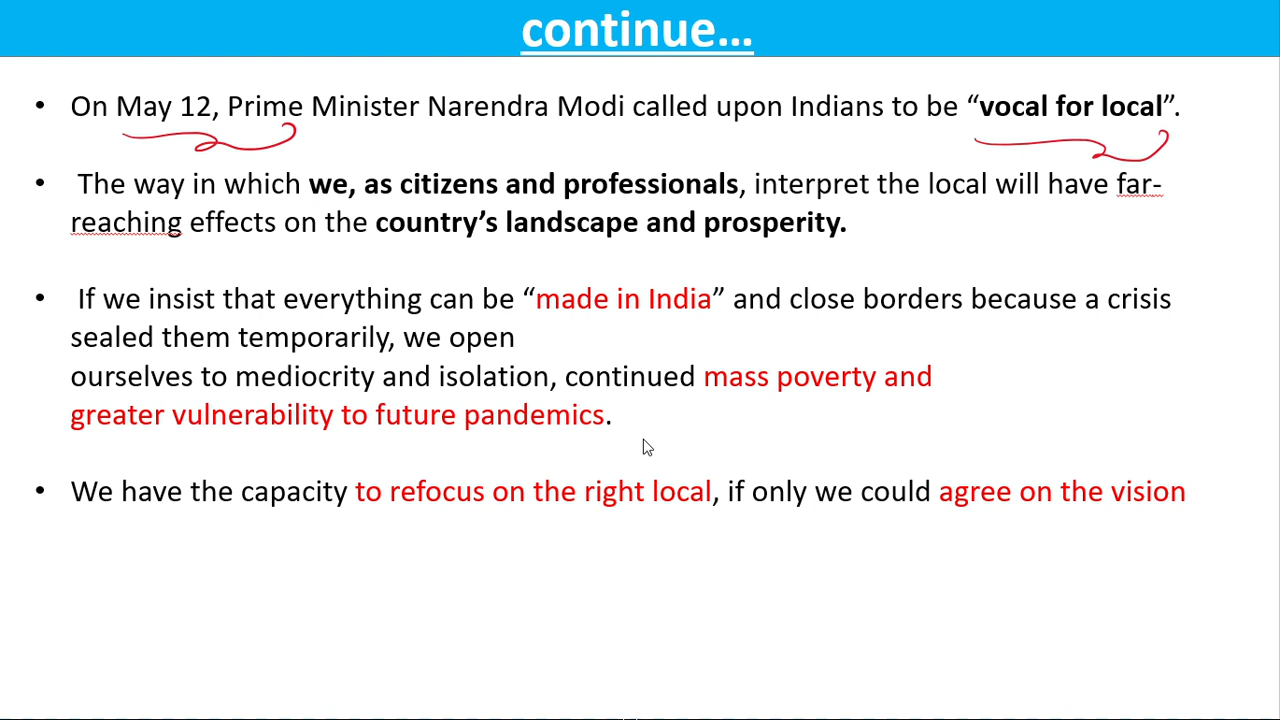 continue…
• On May 12, Prime Minister Narendra Modi called upon Indians to be “vocal for local”.
• The way in which we, as citizens and professionals, interpret the local will have far-
reaching effects on the country’s landscape and prosperity.
• If we insist that everything can be “made in India” and close borders because a crisis
sealed them temporarily, we open
ourselves to mediocrity and isolation, continued mass poverty and
greater vulnerability to future pandemics.
• We have the capacity to refocus on the right local, if only we could agree on the vision